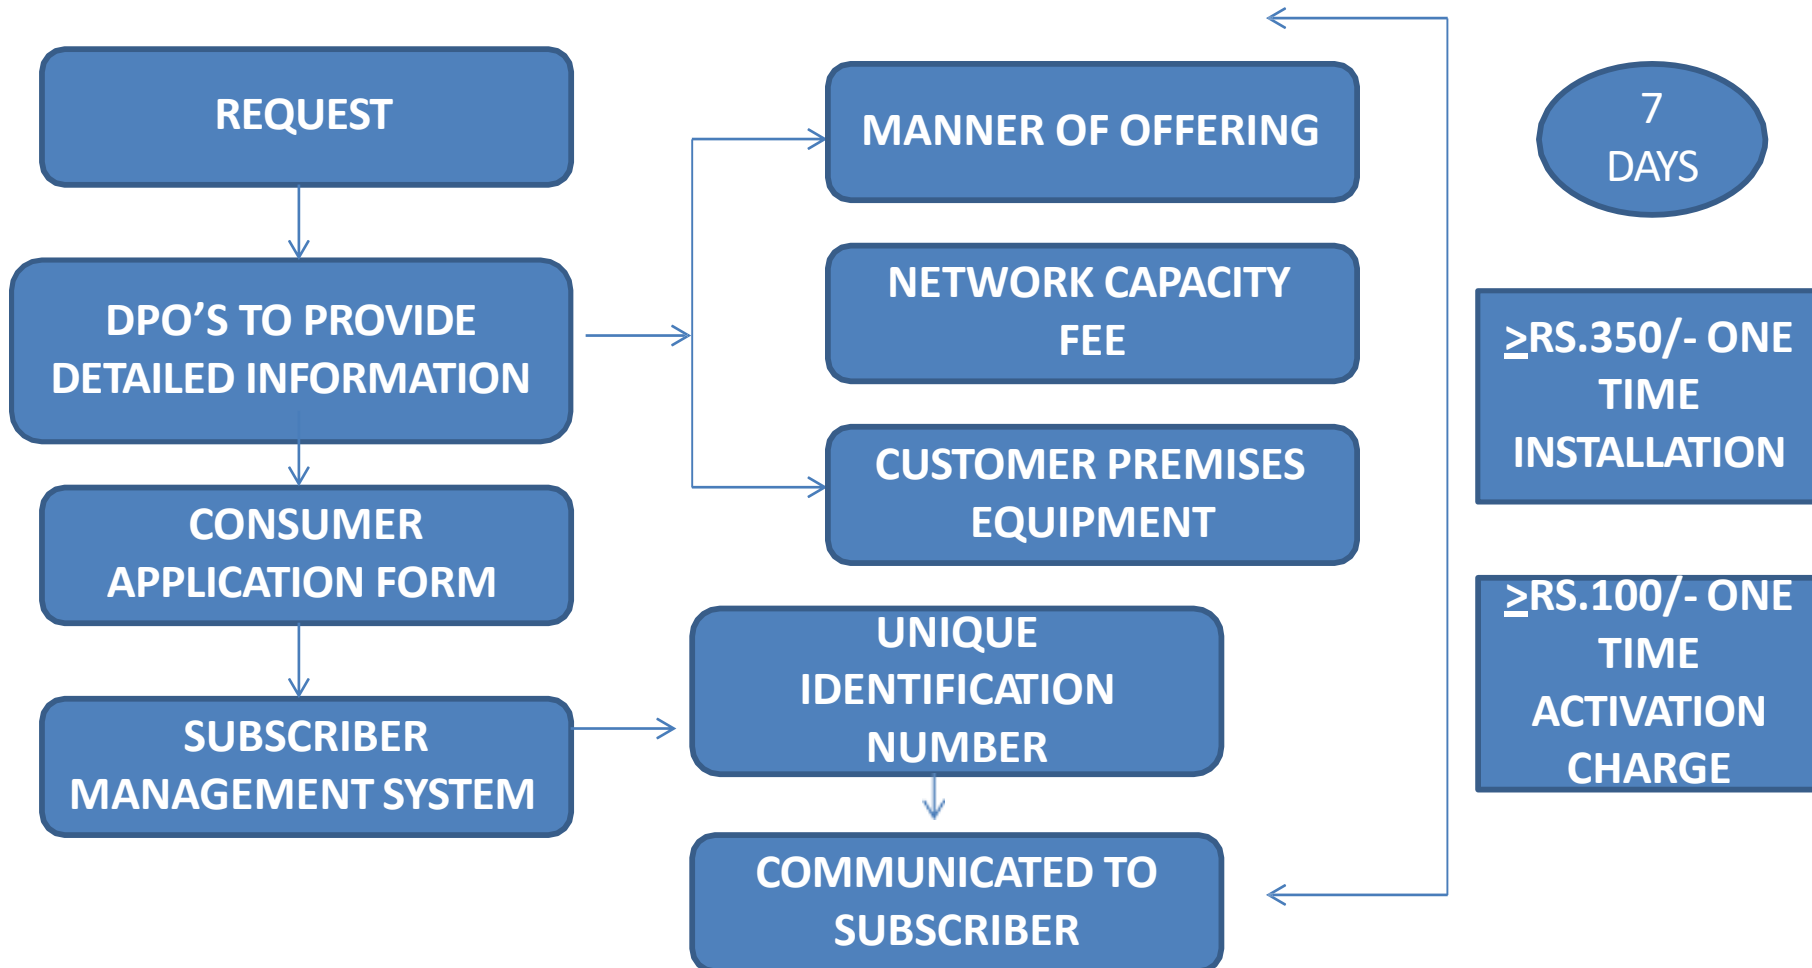 REQUEST
DPO’S TO PROVIDE
DETAILED INFORMATION
CONSUMER
APPLICATION FORM
SUBSCRIBER
MANAGEMENT SYSTEM
MANNER OF OFFERING
NETWORK CAPACITY
FEE
CUSTOMER PREMISES
EQUIPMENT
UNIQUE
IDENTIFICATION
NUMBER
COMMUNICATED TO
SUBSCRIBER
7
DAYS
≥RS.350/- ONE
TIME
INSTALLATION
≥RS.100/- ONE
TIME
ACTIVATION
CHARGE